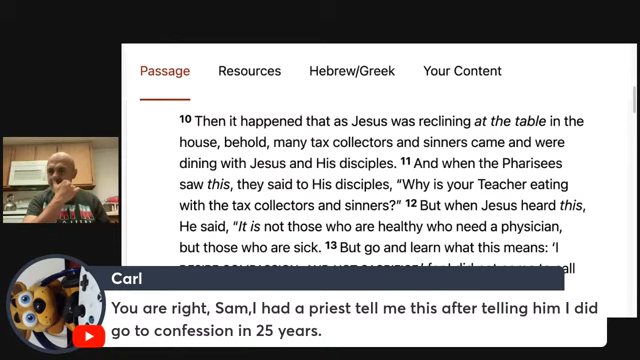 Passage Resources Hebrew/Greek Your Content
10 Then it happened that as Jesus was reclining at the table in the
house, behold, many tax collectors and sinners came and were
dining with Jesus and His disciples. 11 And when the Pharisees
saw this, they said to His disciples, “Why is your Teacher eating
with the tax collectors and sinners?” 12 But when Jesus heard this,
He said, “It is not those who are healthy who need a physician,
but those who are sick. 13 But go and learn what this means: ‘I
Carl
You are right, Sam,I had a priest tell me this after telling him I did
go to confession in 25 years.